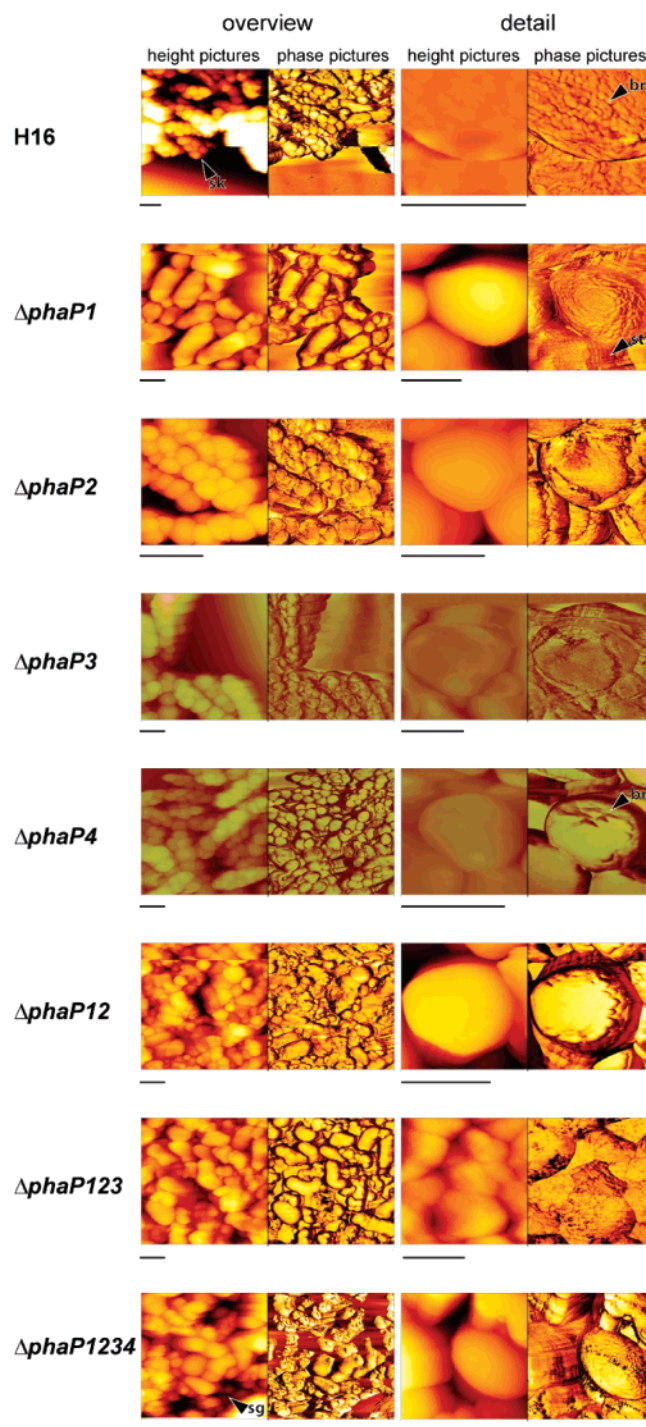 overview detail
height pictures phase pictures height pictures phase pictures
H16
br
sk
ΔphaP1
st
ΔphaP2
ΔphaP3
ΔphaP4
br
ΔphaP12
ΔphaP123
ΔphaP1234
sg